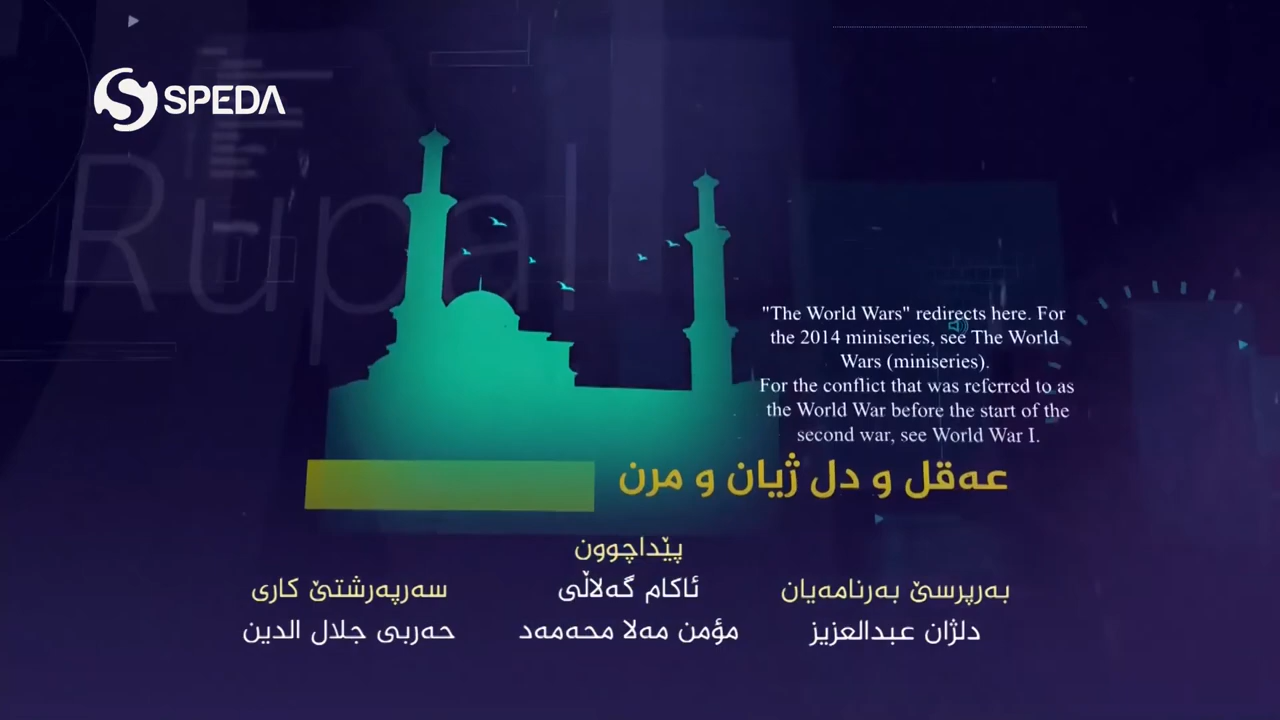 SPEDA
Rupal
"The World Wars" redirects here. For
the 2014 miniseries, see The World
Wars (miniseries).
For the conflict that was referred to as
the World War before the start of the
second war, see World War I.
عەقل و دل ژیان و مرن
پێداچوون
بەرپرسێ بەرنامەیان
ئاکام گەلاڵی
سەرپەرشتێ کاری
دلژان عبدالعزیز
مؤمن مەلا محەمەد
حەربی جلال الدین